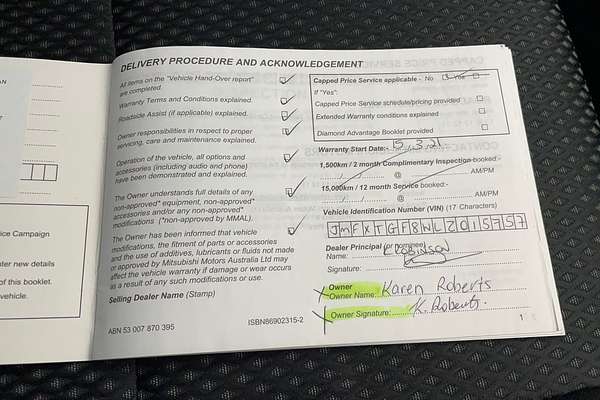 DELIVERY PROCEDURE AND ACKNOWLEDGEMENT
All items on the "Vehicle Hand-Over report"
are completed.
Warranty Terms and Conditions explained.
Roadside Assist (if applicable) explained.
Owner responsibilities in respect to proper
servicing, care and maintenance explained.
Operation of the vehicle, all options and
accessories (including audio and phone)
have been demonstrated and explained.
The Owner understands full details of any
non-approved* equipment, non-approved*
accessories and/or any non-approved*
modifications (*non-approved by MMAL).
The Owner has been informed that vehicle
modifications, the fitment of parts or accessories
and the use of additives, lubricants or fluids not made
or approved by Mitsubishi Motors Australia Ltd may
affect the vehicle warranty if damage or wear occurs
as a result of any such modifications or use.
Selling Dealer Name (Stamp)
ABN 53 007 870 395
ISBN86902315-2
Capped Price Service applicable - No Yes
If "Yes":
Capped Price Service schedule/pricing provided
Extended Warranty conditions explained
Diamond Advantage Booklet provided
Warranty Start Date: 5.3.21
1,500km / 2 month Complimentary Inspection booked:-
@ AM/PM
15,000km / 12 month Service booked:-
@ AM/PM
Vehicle Identification Number (VIN) (17 Characters)
Dealer Principal (or nominee)
Name:
Signature:
Owner
Owner Name: Karen Roberts
Owner Signature: K. Roberts.
1
ice Campaign
nter new details
of this booklet.
vehicle.